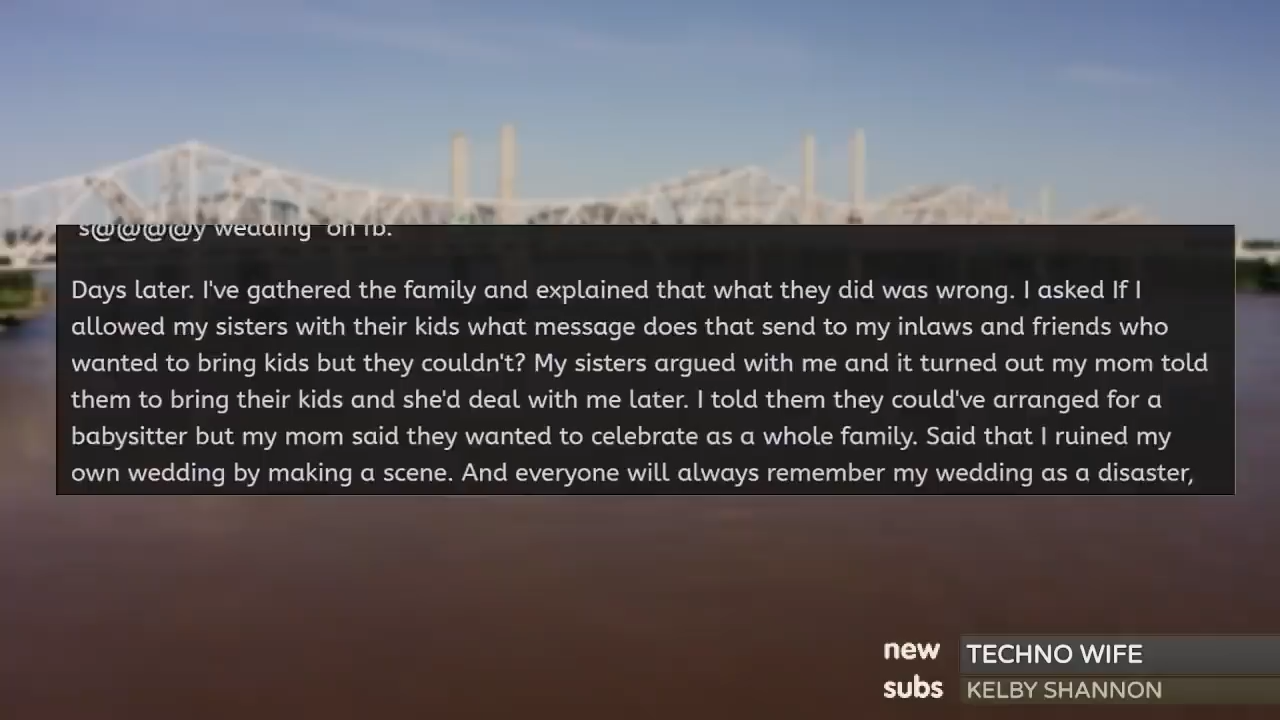 s@@@@y wedding on fb.
Days later. I've gathered the family and explained that what they did was wrong. I asked If I
allowed my sisters with their kids what message does that send to my inlaws and friends who
wanted to bring kids but they couldn't? My sisters argued with me and it turned out my mom told
them to bring their kids and she'd deal with me later. I told them they could've arranged for a
babysitter but my mom said they wanted to celebrate as a whole family. Said that I ruined my
own wedding by making a scene. And everyone will always remember my wedding as a disaster,
new
TECHNO WIFE
subs
KELBY SHANNON